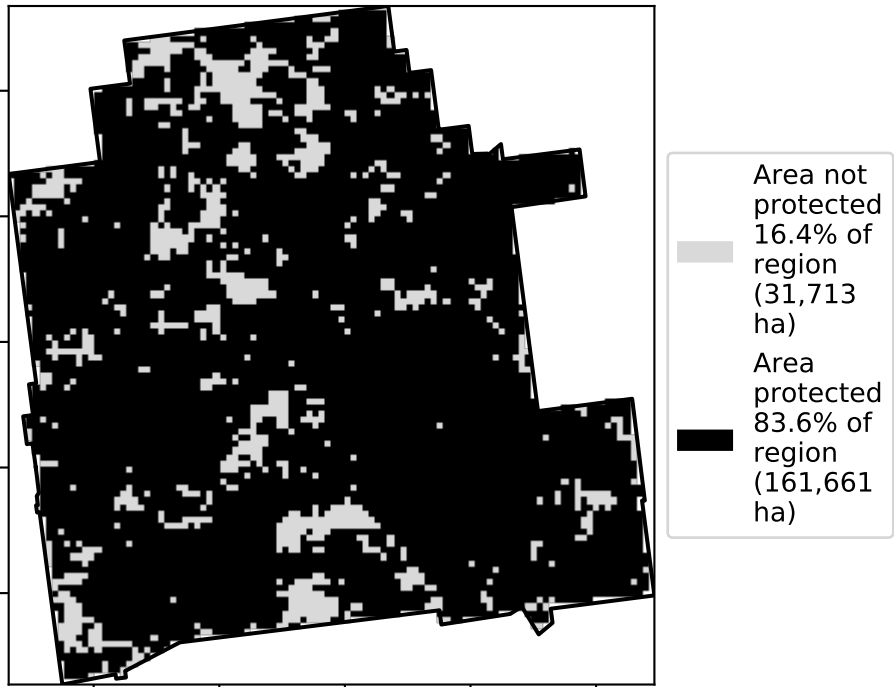 Area not
protected
16.4% of
region
(31,713
ha)
Area
protected
83.6% of
region
(161,661
ha)